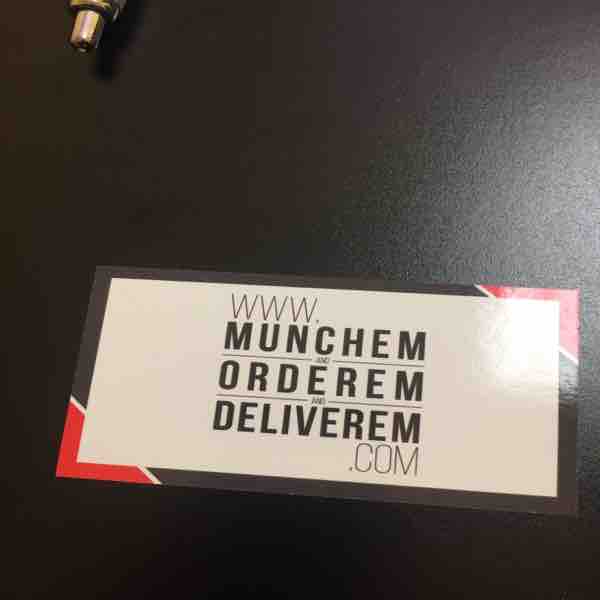 WWW.
MUNCHEM
AND
ORDEREM
AND
DELIVEREM
.COM